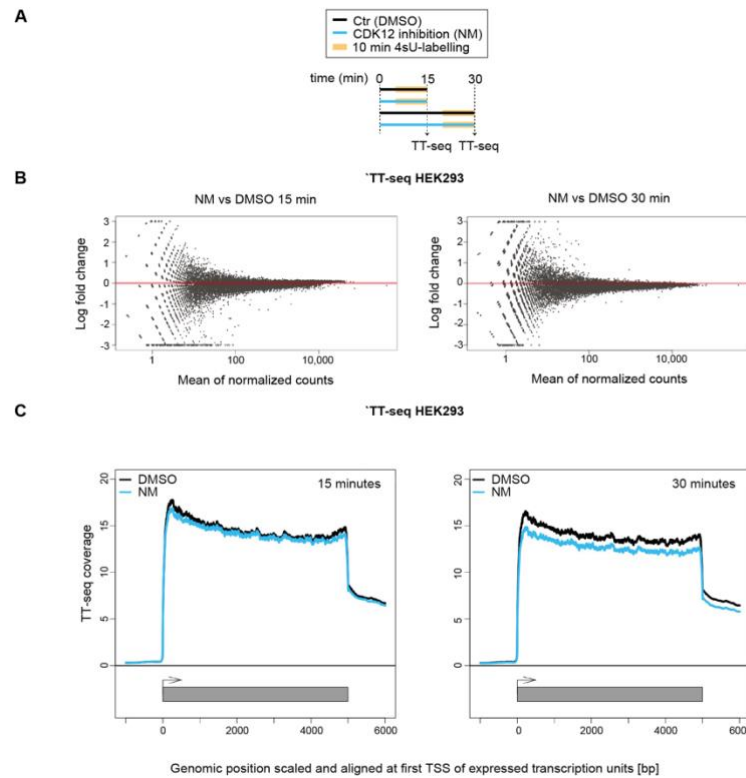 A
Ctr (DMSO)
CDK12 inhibition (NM)
10 min 4sU-labelling
time (min) 0 15 30
TT-seq TT-seq
B
`TT-seq HEK293
NM vs DMSO 15 min
NM vs DMSO 30 min
Log fold change
3
2
1
0
-1
-2
-3
1 100 10,000
Mean of normalized counts
Log fold change
3
2
1
0
-1
-2
-3
1 100 10,000
Mean of normalized counts
C
`TT-seq HEK293
TT-seq coverage
20
15
10
5
0
DMSO
NM
15 minutes
0 2000 4000 6000
20
15
10
5
0
DMSO
NM
30 minutes
0 2000 4000 600
Genomic position scaled and aligned at first TSS of expressed transcription units [bp]